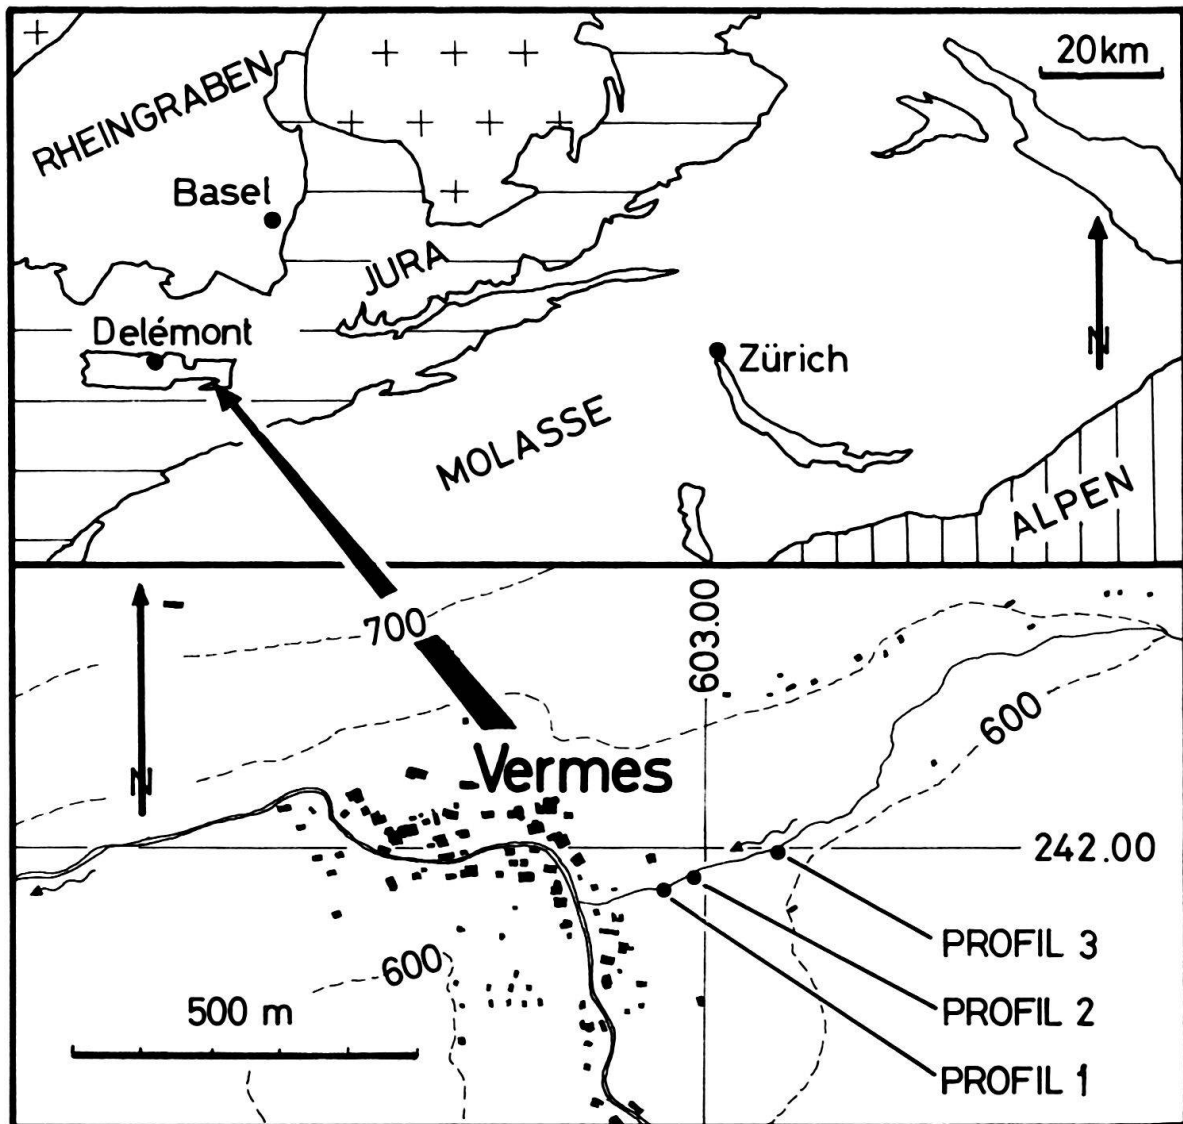 20km
RHEINGRABEN
Basel
JURA
Delémont
N
Zürich
MOLASSE
ALPEN
700
603.00
600
N
Vermes
242.00
PROFIL 3
600
500 m
PROFIL 2
PROFIL 1